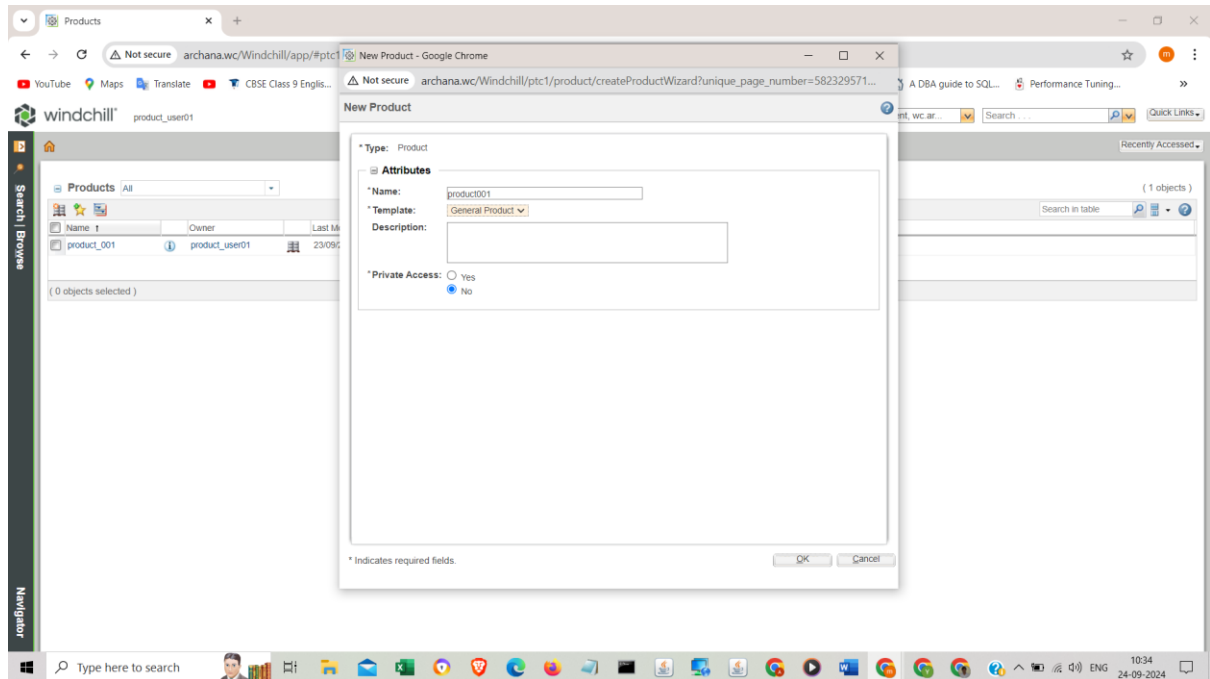 Products
New Product - Google Chrome
Not secure archana.wc/Windchill/app/#ptc1
Not secure archana.wc/Windchill/ptc1/product/createProductWizard?unique_page_number=582329571...
YouTube Maps Translate CBSE Class 9 Englis... A DBA guide to SQL... Performance Tuning...
windchill product_user01
New Product
Search . . .
Quick Links
Recently Accessed
Search | Browse
Navigator
Products All
( 1 objects )
Search in table
Name Owner Last Mo
product_001 product_user01 23/09/2
( 0 objects selected )
*Type: Product
Attributes
*Name: product001
*Template: General Product
Description:
*Private Access: Yes
No
* Indicates required fields.
OK Cancel
Type here to search
ENG
10:34
24-09-2024